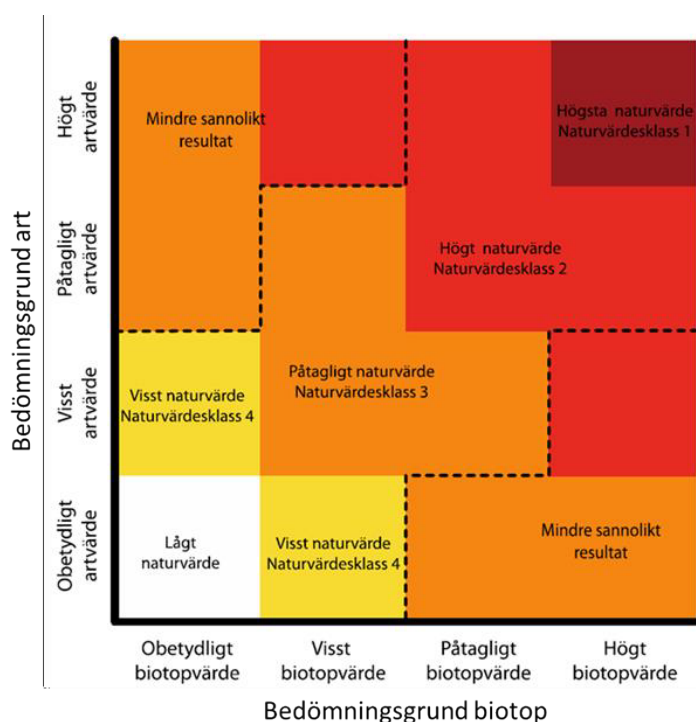 Bedömningsgrund art
Högt
artvärde
Påtagligt
artvärde
Visst
artvärde
Obetydligt
artvärde
Mindre sannolikt
resultat
Högsta naturvärde
Naturvärdesklass 1
Högt naturvärde
Naturvärdesklass 2
Påtagligt naturvärde
Naturvärdesklass 3
Visst naturvärde
Naturvärdesklass 4
Lågt
naturvärde
Visst naturvärde
Naturvärdesklass 4
Mindre sannolikt
resultat
Obetydligt
biotopvärde
Visst
biotopvärde
Påtagligt
biotopvärde
Högt
biotopvärde
Bedömningsgrund biotop